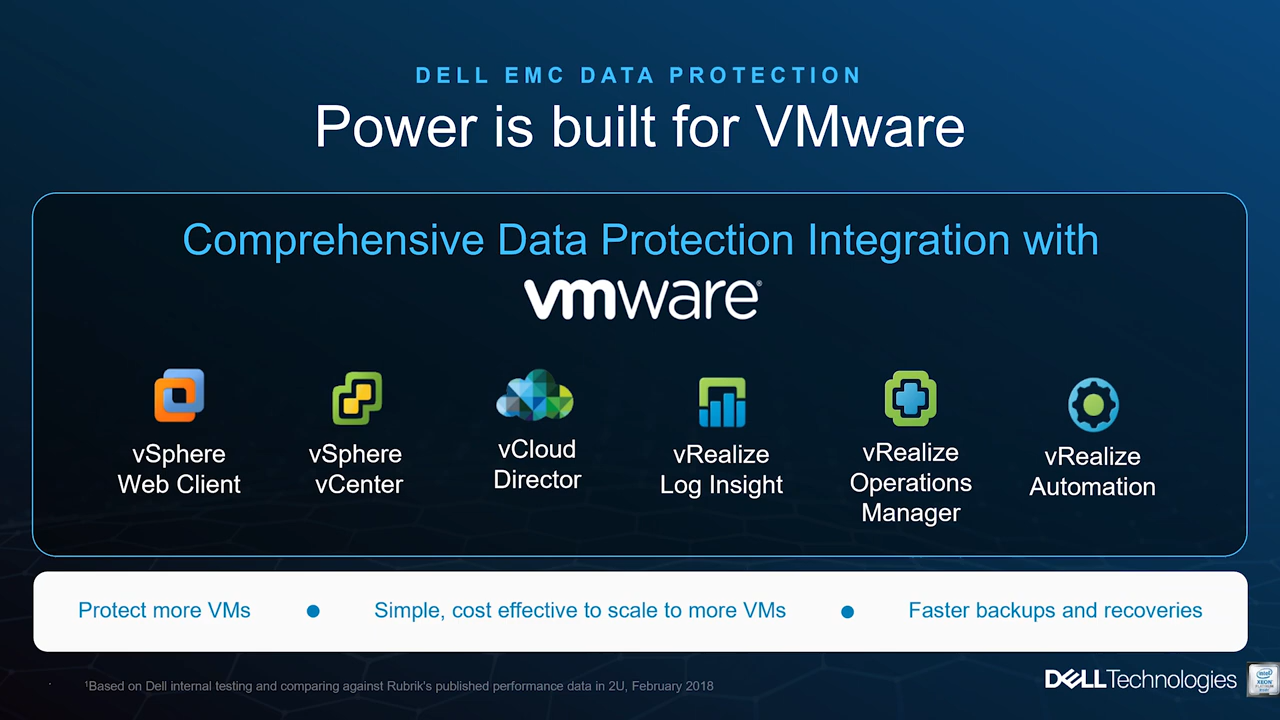 DELL EMC DATA PROTECTION
Power is built for VMware
Comprehensive Data Protection Integration with
vmware®
vSphere
Web Client
vSphere
vCenter
vCloud
Director
vRealize
Log Insight
vRealize
Operations
Manager
vRealize
Automation
Protect more VMs ● Simple, cost effective to scale to more VMs ● Faster backups and recoveries
¹Based on Dell internal testing and comparing against Rubrik's published performance data in 2U, February 2018
DELLTechnologies
intel
XEON
PLATINUM